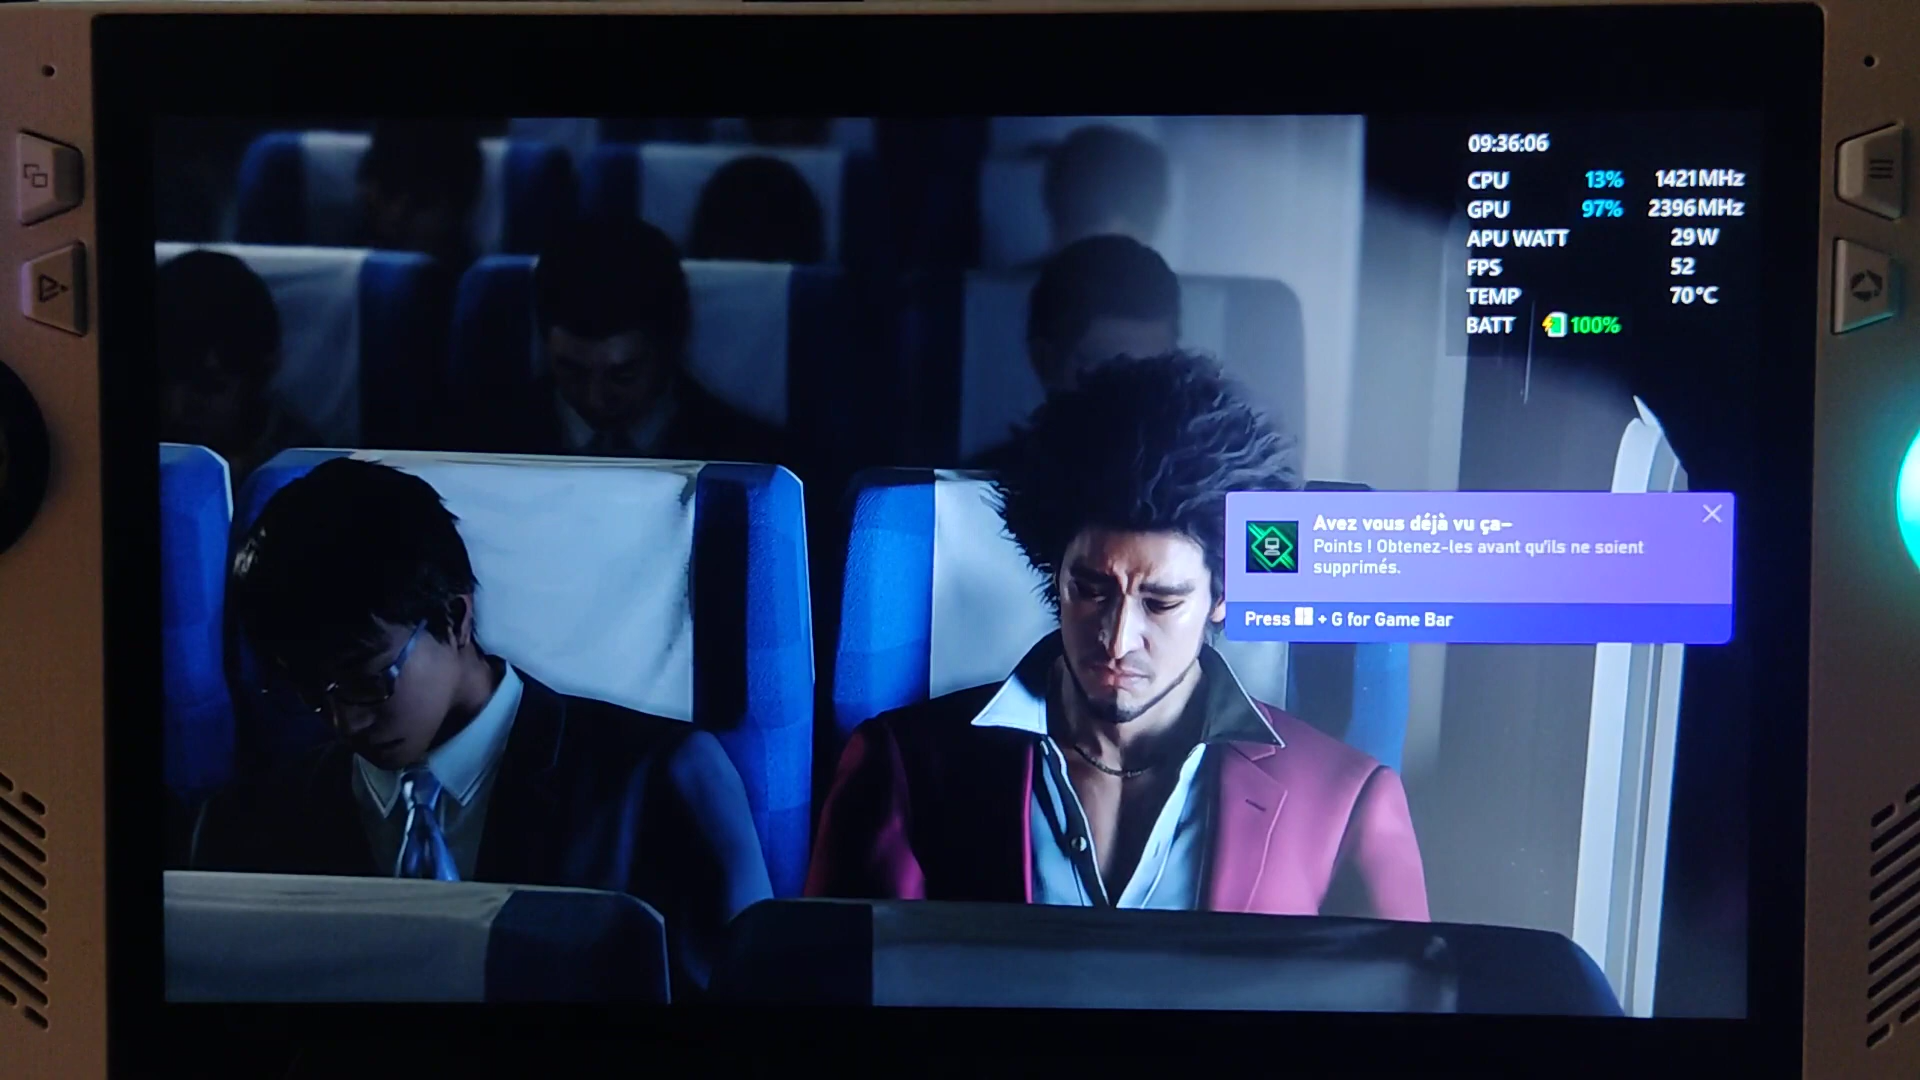 09:36:06
CPU 13% 1421MHz
GPU 97% 2396MHz
APU WATT 29W
FPS 52
TEMP 70°C
BATT 100%
Avez vous déjà vu ça–
Points ! Obtenez-les avant qu'ils ne soient
supprimés.
Press + G for Game Bar